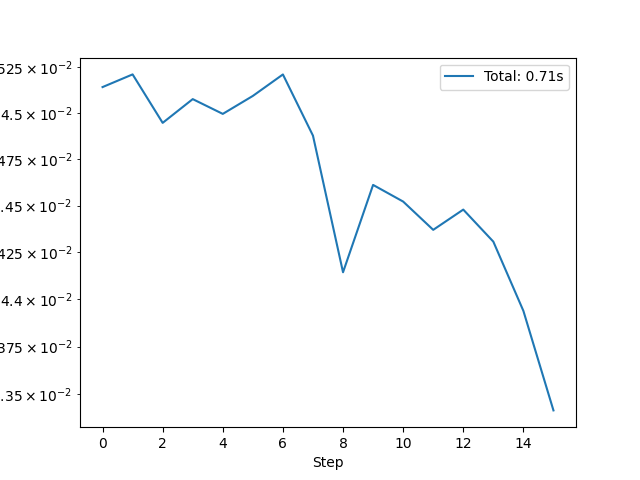 525 × 10⁻²
4.5 × 10⁻²
475 × 10⁻²
.45 × 10⁻²
425 × 10⁻²
4.4 × 10⁻²
375 × 10⁻²
.35 × 10⁻²
Total: 0.71s
0 2 4 6 8 10 12 14
Step